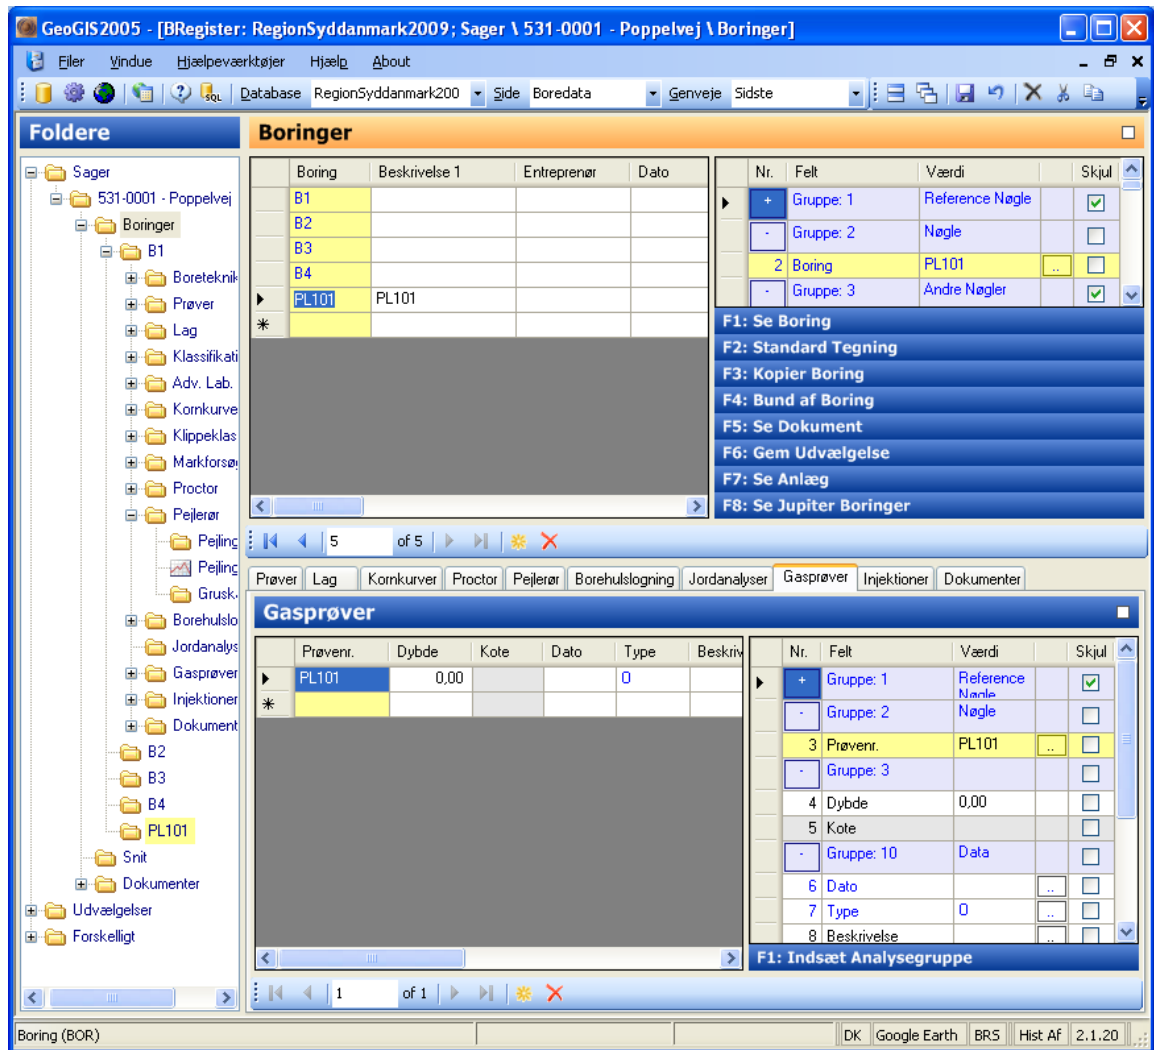 GeoGIS2005 - [BRegister: RegionSyddanmark2009; Sager \ 531-0001 - Poppelvej \ Boringer]
Filer Vindue Hjælpeværktøjer Hjælp About
SQL Database RegionSyddanmark200 Side Boredata Genveje Sidste
Foldere
Sager
531-0001 - Poppelvej
Boringer
B1
Boreteknik
Prøver
Lag
Klassifikati
Adv. Lab.
Kornkurve
Klippeklas
Markforsø
Proctor
Pejlerør
Pejling
Pejling
Grusk
Borehulslo
Jordanalys
Gasprøver
Injektioner
Dokument
B2
B3
B4
PL101
Snit
Dokumenter
Udvælgelser
Forskelligt
Boringer
Boring Beskrivelse 1 Entreprenør Dato
B1
B2
B3
B4
PL101 PL101
Nr. Felt Værdi Skjul
+ Gruppe: 1 Reference Nøgle
- Gruppe: 2 Nøgle
2 Boring PL101 ..
- Gruppe: 3 Andre Nøgler
F1: Se Boring
F2: Standard Tegning
F3: Kopier Boring
F4: Bund af Boring
F5: Se Dokument
F6: Gem Udvælgelse
F7: Se Anlæg
F8: Se Jupiter Boringer
5 of 5
Prøver Lag Kornkurver Proctor Pejlerør Borehulslogning Jordanalyser Gasprøver Injektioner Dokumenter
Gasprøver
Prøvenr. Dybde Kote Dato Type Beskriv
PL101 0,00 O
Nr. Felt Værdi Skjul
+ Gruppe: 1 Reference Nøgle
- Gruppe: 2 Nøgle
3 Prøvenr. PL101 ..
- Gruppe: 3
4 Dybde 0,00
5 Kote
- Gruppe: 10 Data
6 Dato ..
7 Type O ..
8 Beskrivelse ..
F1: Indsæt Analysegruppe
1 of 1
Boring (BOR) DK Google Earth BRS Hist Af 2.1.20